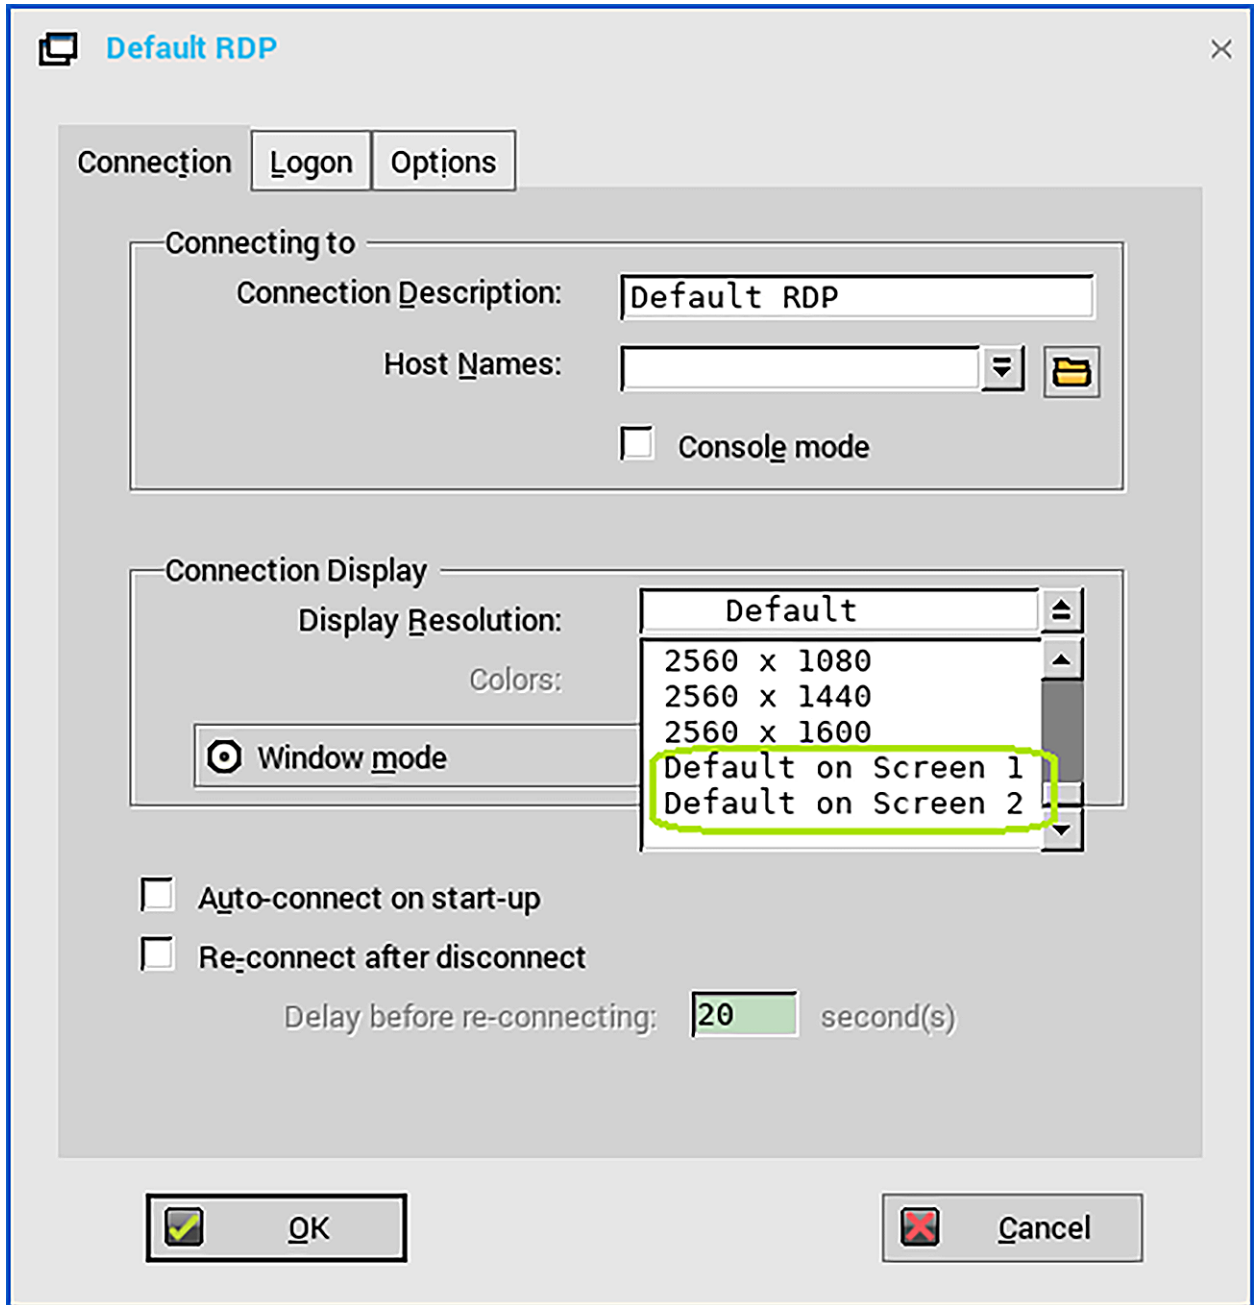 Default RDP
Connection Logon Options
Connecting to
Connection Description: Default RDP
Host Names:
Console mode
Connection Display
Display Resolution: Default
2560 x 1080
Colors:
2560 x 1440
2560 x 1600
Window mode
Default on Screen 1
Default on Screen 2
Auto-connect on start-up
Re-connect after disconnect
Delay before re-connecting: 20 second(s)
OK Cancel